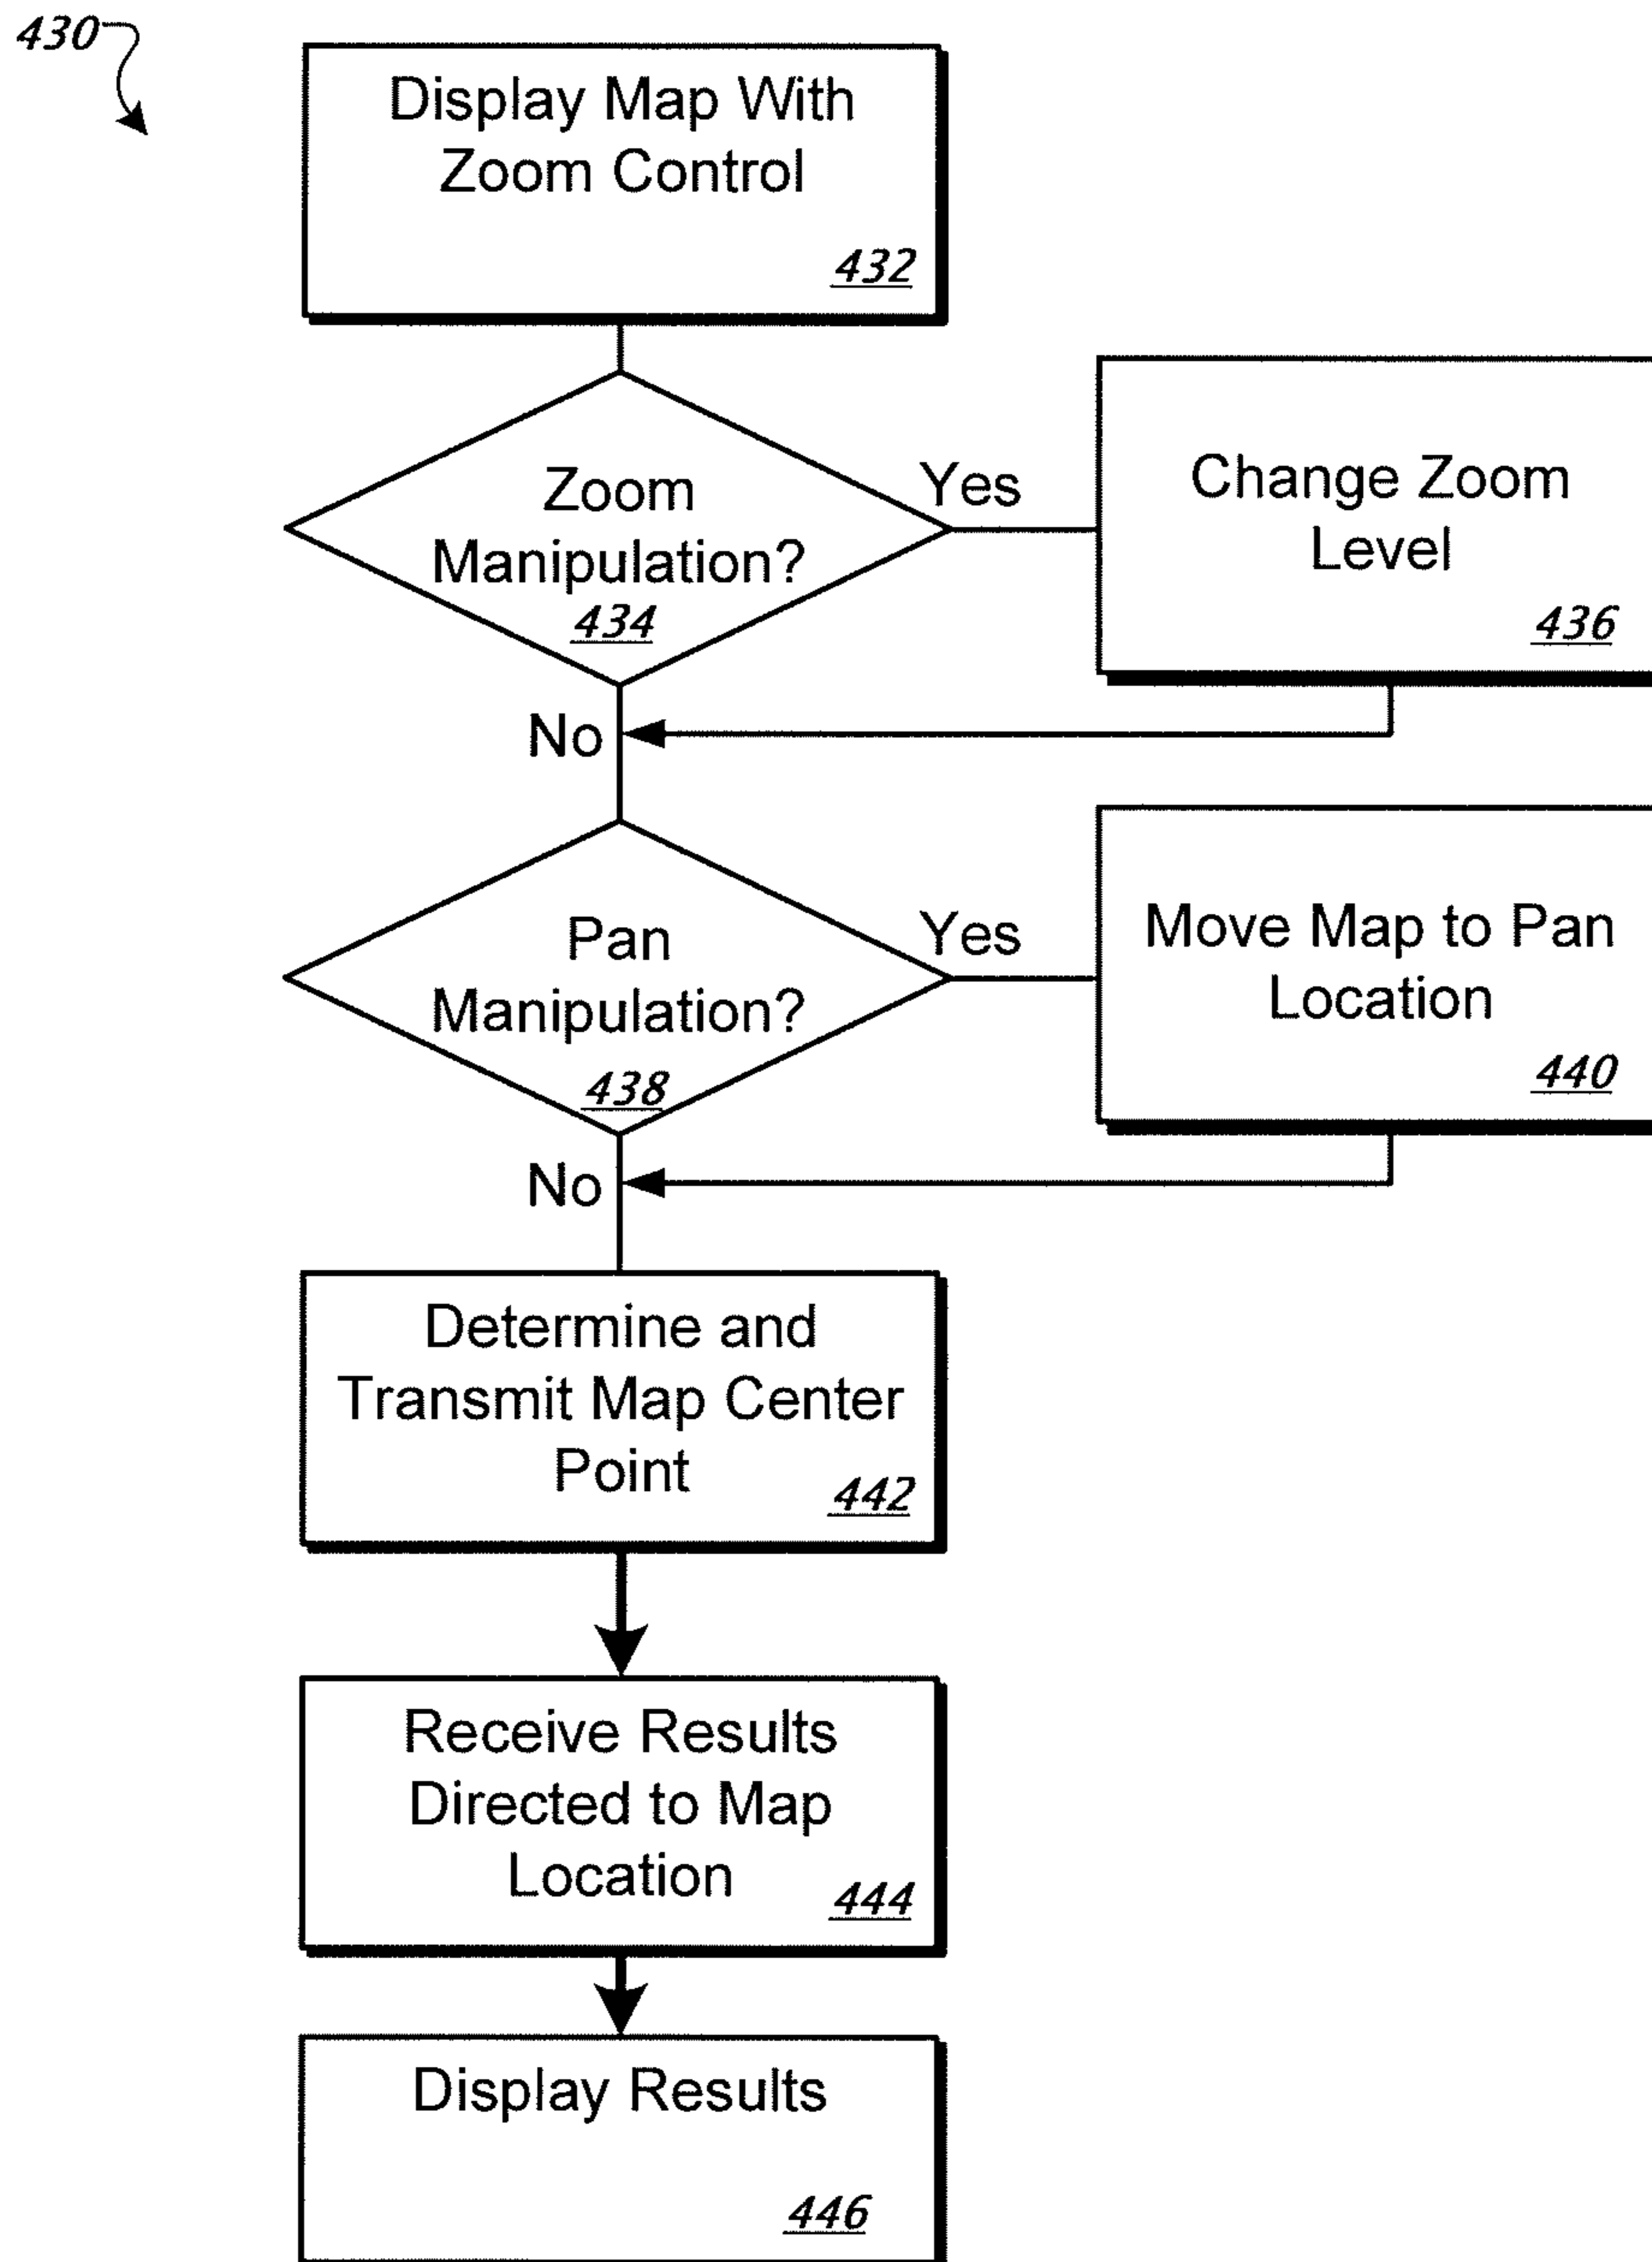 430
Display Map With
Zoom Control
432
Zoom
Manipulation?
434
Yes
Change Zoom
Level
436
No
Pan
Manipulation?
438
Yes
Move Map to Pan
Location
440
No
Determine and
Transmit Map Center
Point
442
Receive Results
Directed to Map
Location
444
Display Results
446